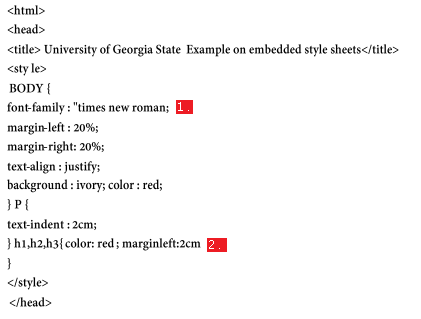 <html>
<head>
<title> University of Georgia State Example on embedded style sheets</title>
<sty le>
BODY {
font-family : "times new roman; 1.
margin-left : 20%;
margin-right: 20%;
text-align : justify;
background : ivory; color : red;
} P {
text-indent : 2cm;
} h1,h2,h3{ color: red ; marginleft:2cm 2.
}
</style>
</head>